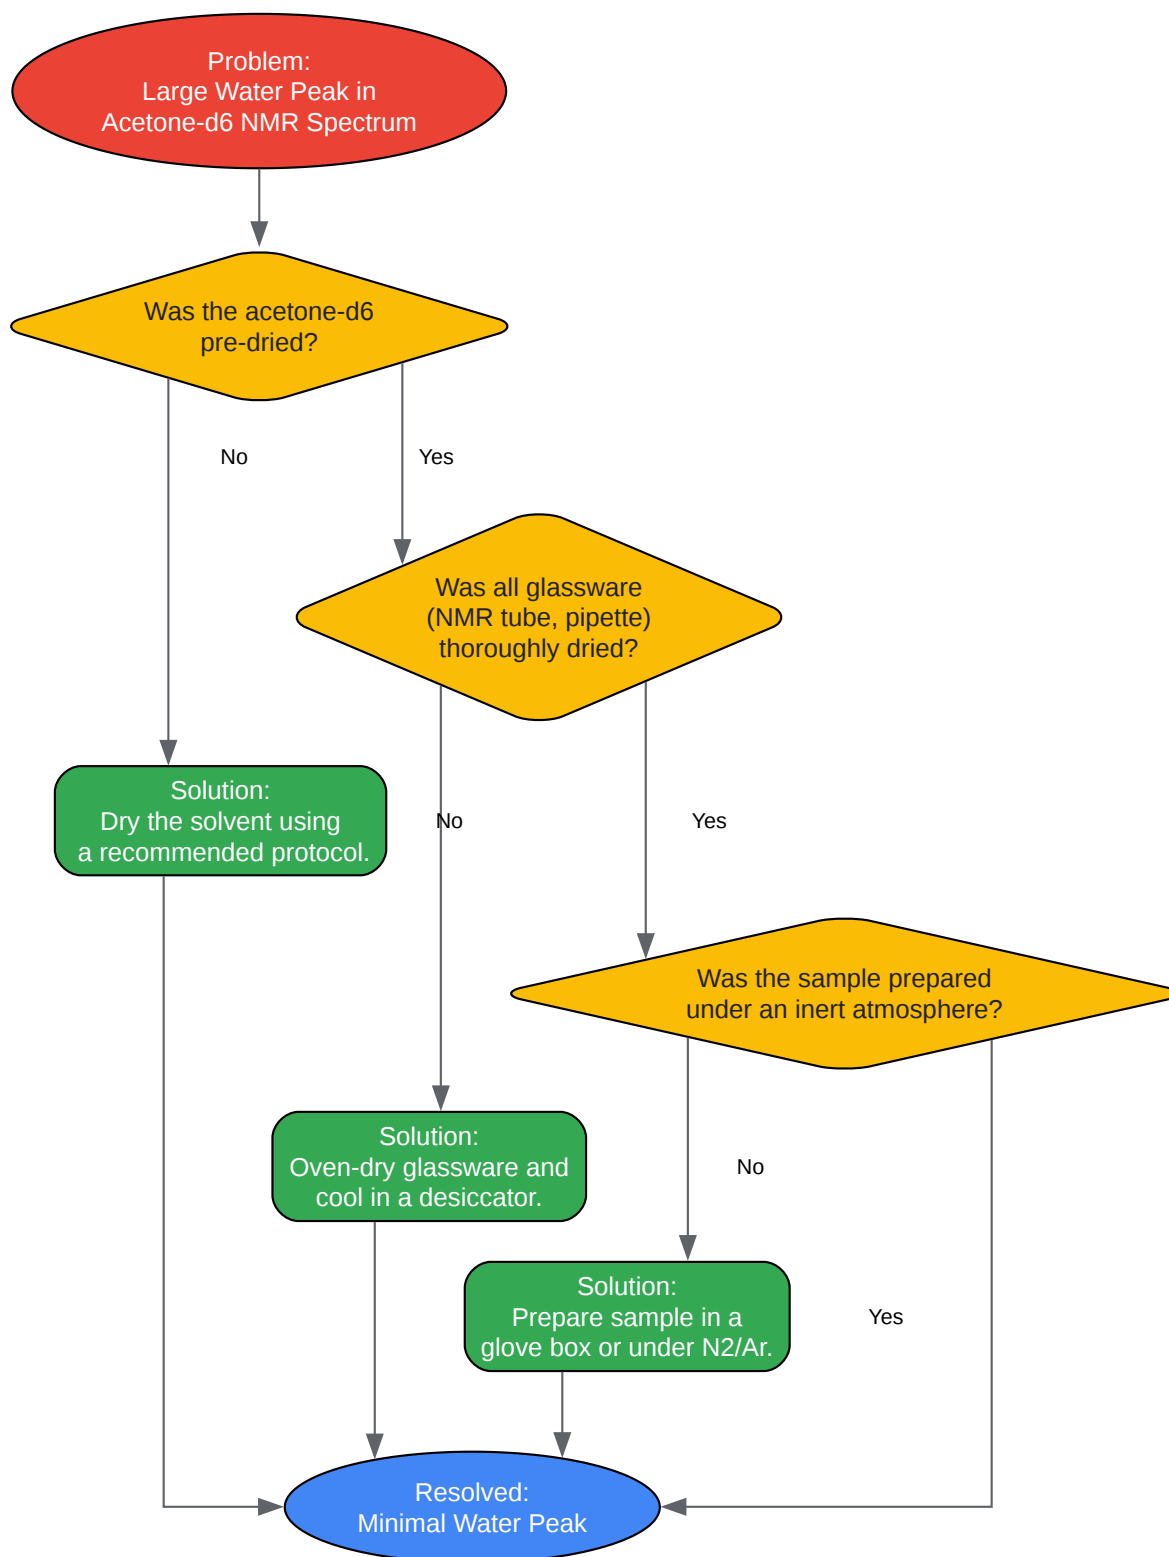 Problem:
Large Water Peak in
Acetone-d6 NMR Spectrum
Was the acetone-d6
pre-dried?
No
Yes
Was all glassware
(NMR tube, pipette)
thoroughly dried?
Solution:
Dry the solvent using
a recommended protocol.
No
Yes
Was the sample prepared
under an inert atmosphere?
Solution:
Oven-dry glassware and
cool in a desiccator.
No
Solution:
Prepare sample in a
glove box or under N2/Ar.
Yes
Resolved:
Minimal Water Peak